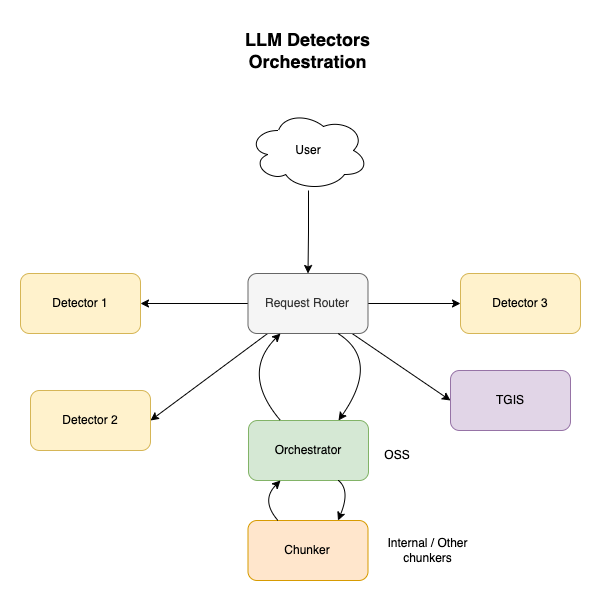 LLM Detectors
Orchestration
User
Detector 1
Request Router
Detector 3
Detector 2
TGIS
Orchestrator
OSS
Chunker
Internal / Other
chunkers